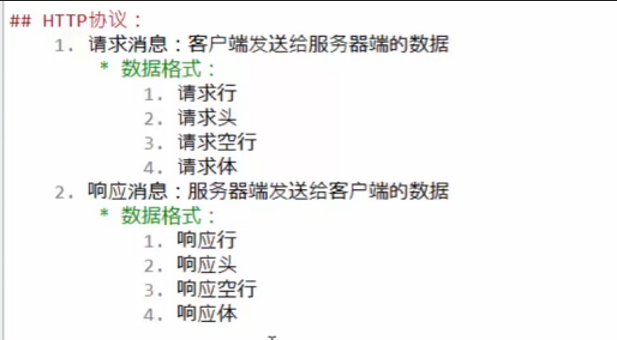 ## HTTP协议：
1. 请求消息：客户端发送给服务器端的数据
* 数据格式：
1. 请求行
2. 请求头
3. 请求空行
4. 请求体
2. 响应消息：服务器端发送给客户端的数据
* 数据格式：
1. 响应行
2. 响应头
3. 响应空行
4. 响应体